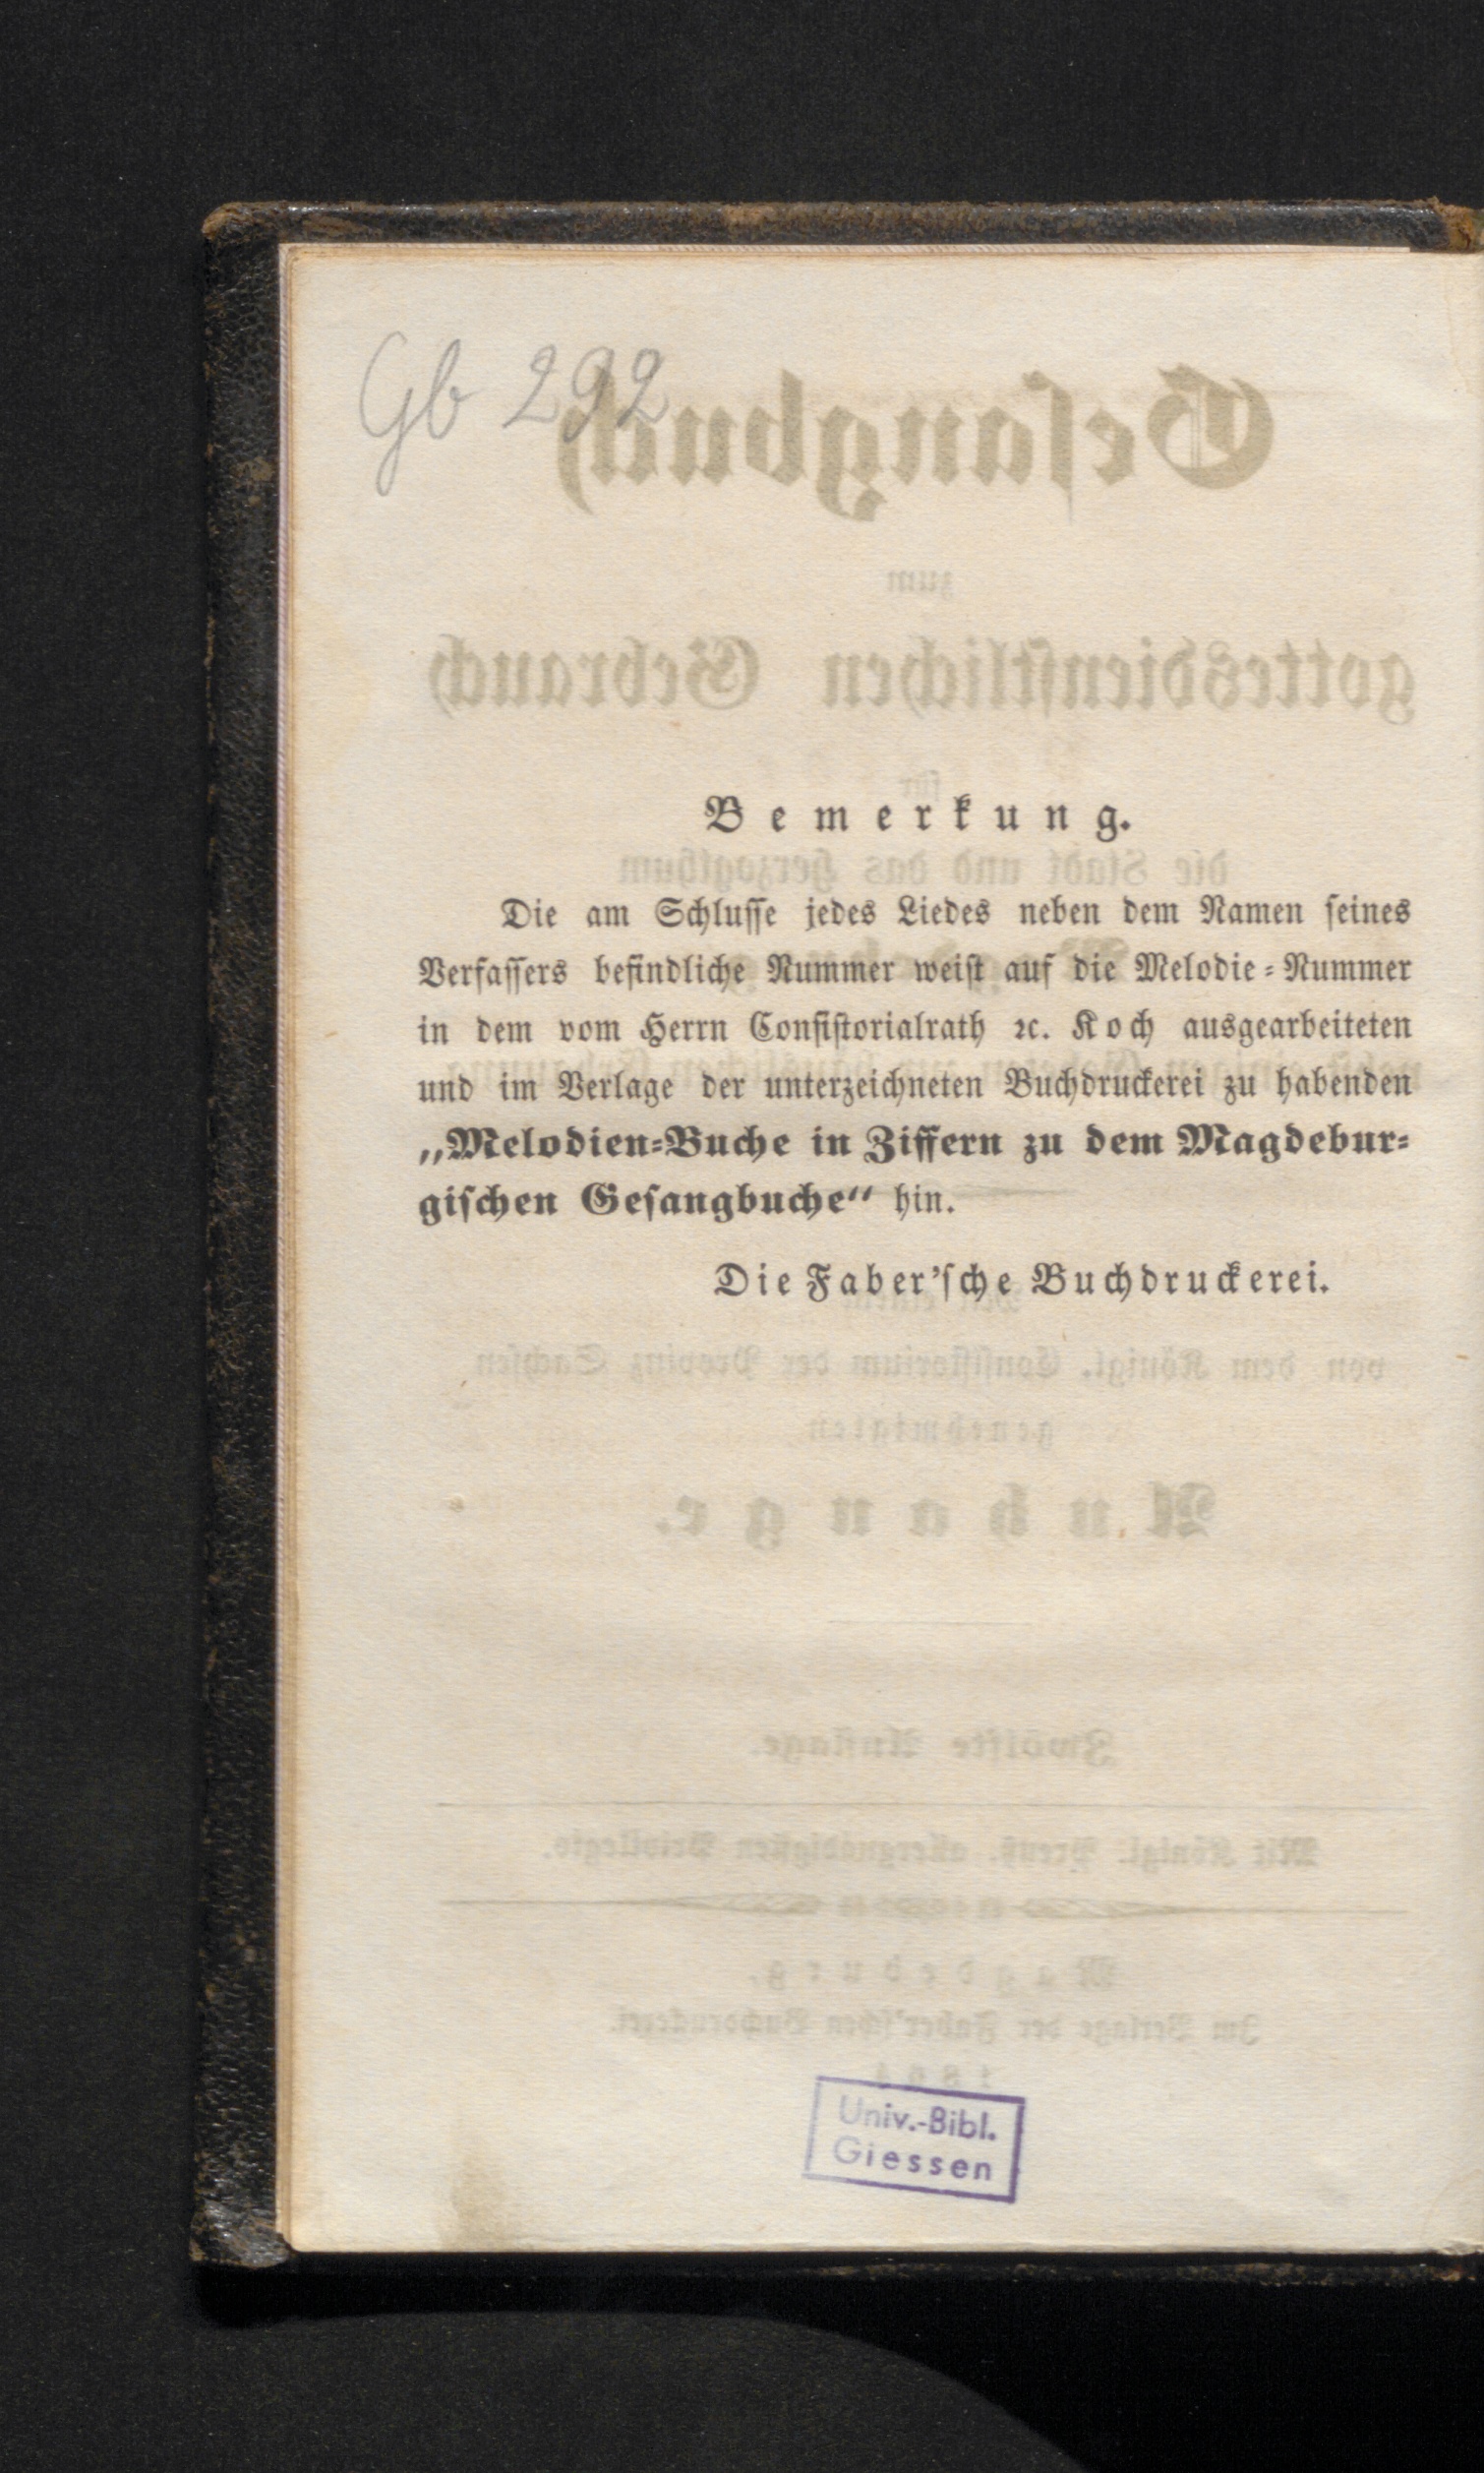 Gb 292
Bemerkung.
Die am Schlusse jedes Liedes neben dem Namen seines
Verfassers befindliche Nummer weist auf die Melodie-Nummer
in dem vom Herrn Consistorialrath ꝛc. Koch ausgearbeiteten
und im Verlage der unterzeichneten Buchdruckerei zu habenden
„Melodien-Buche in Ziffern zu dem Magdebur-
gischen Gesangbuche“ hin.
Die Faber'sche Buchdruckerei.
Univ.-Bibl.
Giessen